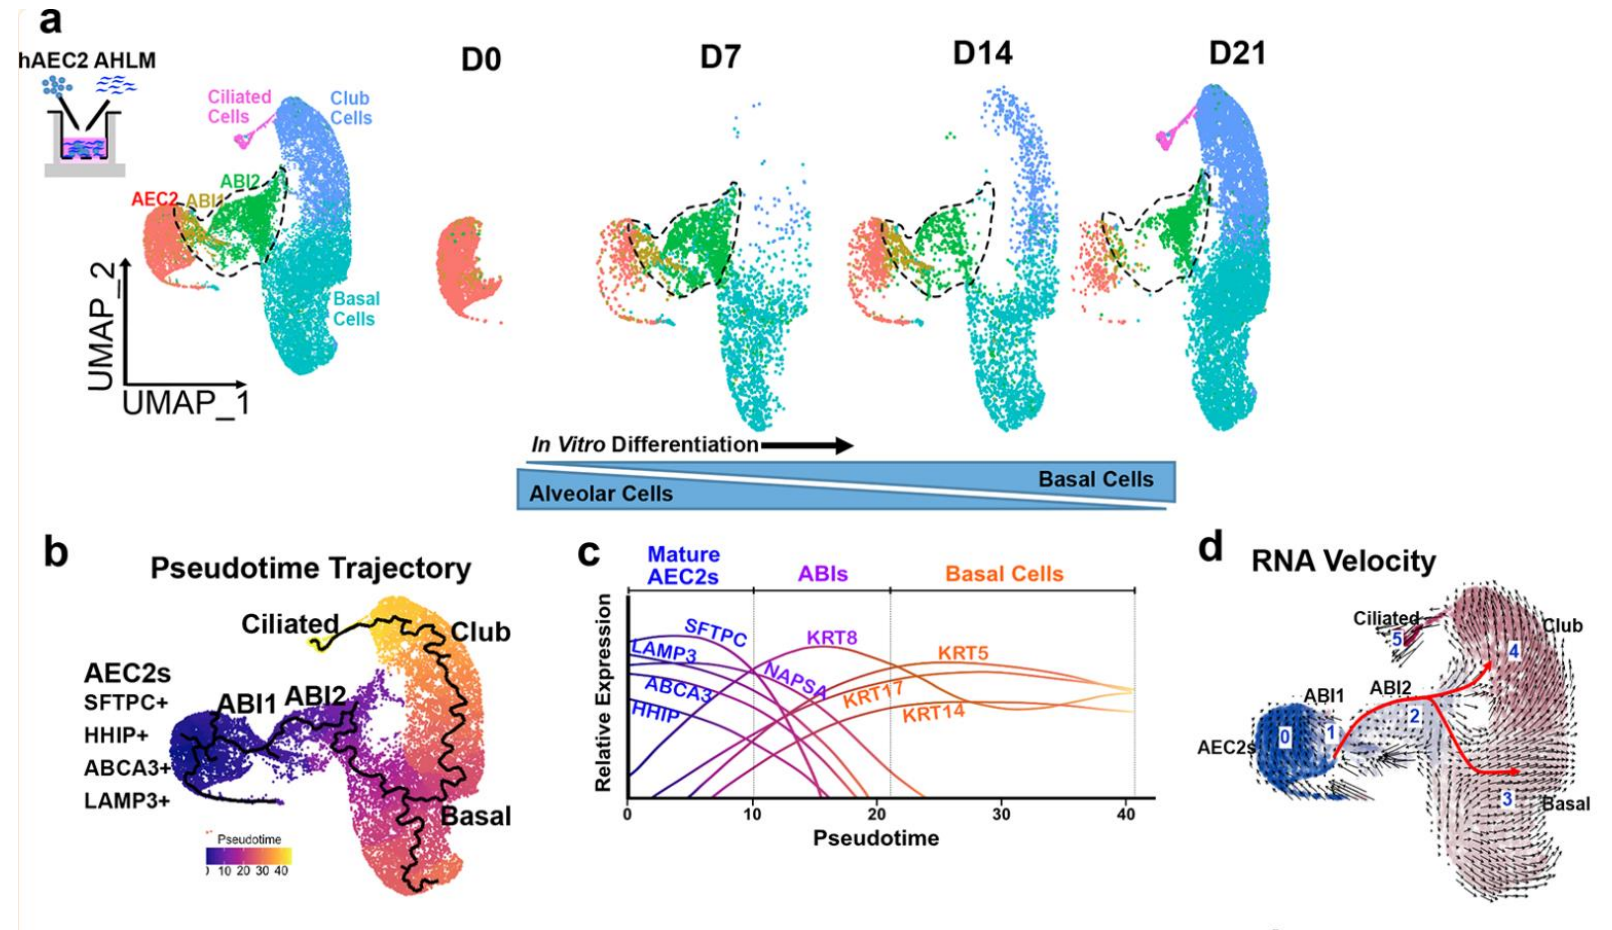 a
hAEC2 AHLM
D0
D7
D14
D21
Ciliated
Cells
Club
Cells
AEC2
ABI1
ABI2
Basal
Cells
UMAP_2
UMAP_1
In Vitro Differentiation
Alveolar Cells
Basal Cells
b
Pseudotime Trajectory
Ciliated
Club
AEC2s
SFTPC+
HHIP+
ABCA3+
LAMP3+
ABI1
ABI2
Basal
Pseudotime
10 20 30 40
c
Mature
AEC2s
ABIs
Basal Cells
Relative Expression
SFTPC
LAMP3
ABCA3
HHIP
KRT8
NAPSA
KRT5
KRT17
KRT14
0 10 20 30 40
Pseudotime
d
RNA Velocity
Ciliated
5
Club
4
ABI1
ABI2
AEC2s
0
1
2
3
Basal